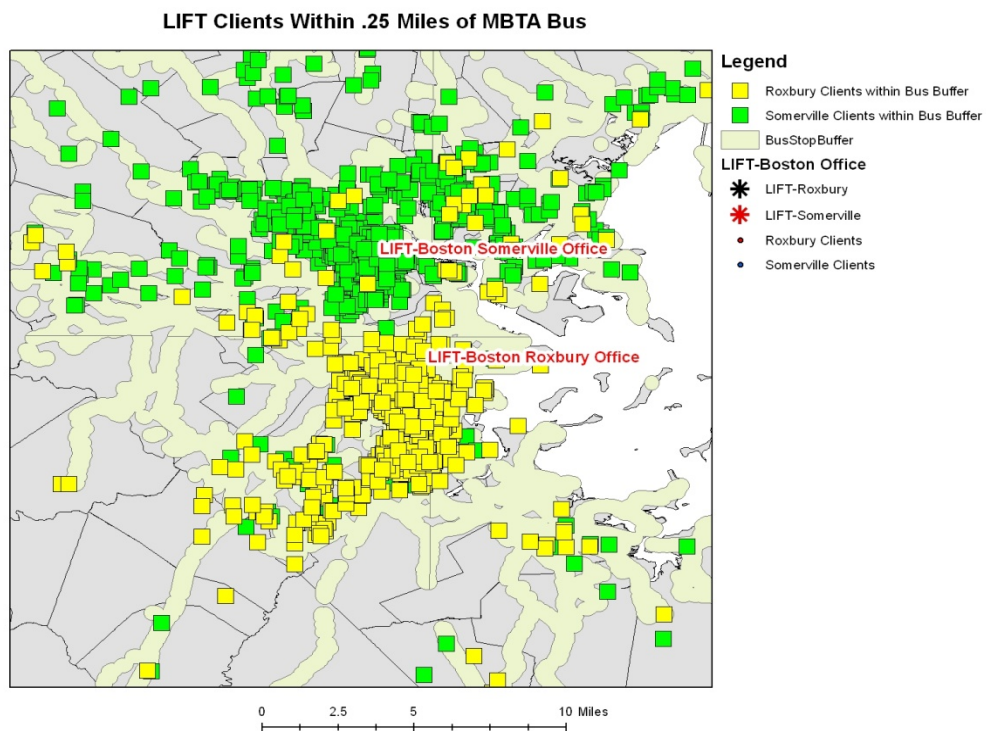 LIFT Clients Within .25 Miles of MBTA Bus
Legend
Roxbury Clients within Bus Buffer
Somerville Clients within Bus Buffer
BusStopBuffer
LIFT-Boston Office
LIFT-Roxbury
LIFT-Somerville
Roxbury Clients
Somerville Clients
LIFT-Boston Somerville Office
LIFT-Boston Roxbury Office
0 2.5 5 10 Miles